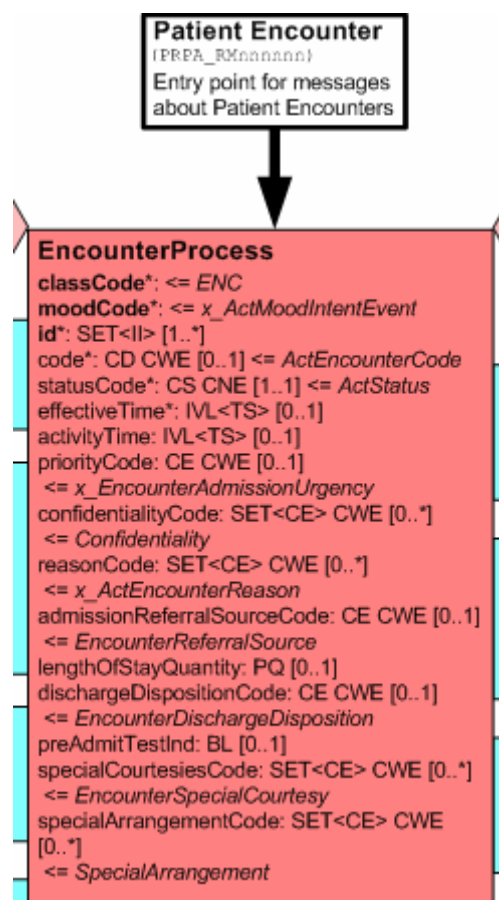 Patient Encounter
(PRPA_RMnnnnnn)
Entry point for messages
about Patient Encounters
EncounterProcess
classCode*: <= ENC
moodCode*: <= x_ActMoodIntentEvent
id*: SET<II> [1..*]
code*: CD CWE [0..1] <= ActEncounterCode
statusCode*: CS CNE [1..1] <= ActStatus
effectiveTime*: IVL<TS> [0..1]
activityTime: IVL<TS> [0..1]
priorityCode: CE CWE [0..1]
<= x_EncounterAdmissionUrgency
confidentialityCode: SET<CE> CWE [0..*]
<= Confidentiality
reasonCode: SET<CE> CWE [0..*]
<= x_ActEncounterReason
admissionReferralSourceCode: CE CWE [0..1]
<= EncounterReferralSource
lengthOfStayQuantity: PQ [0..1]
dischargeDispositionCode: CE CWE [0..1]
<= EncounterDischargeDisposition
preAdmitTestInd: BL [0..1]
specialCourtesiesCode: SET<CE> CWE [0..*]
<= EncounterSpecialCourtesy
specialArrangementCode: SET<CE> CWE
[0..*]
<= SpecialArrangement